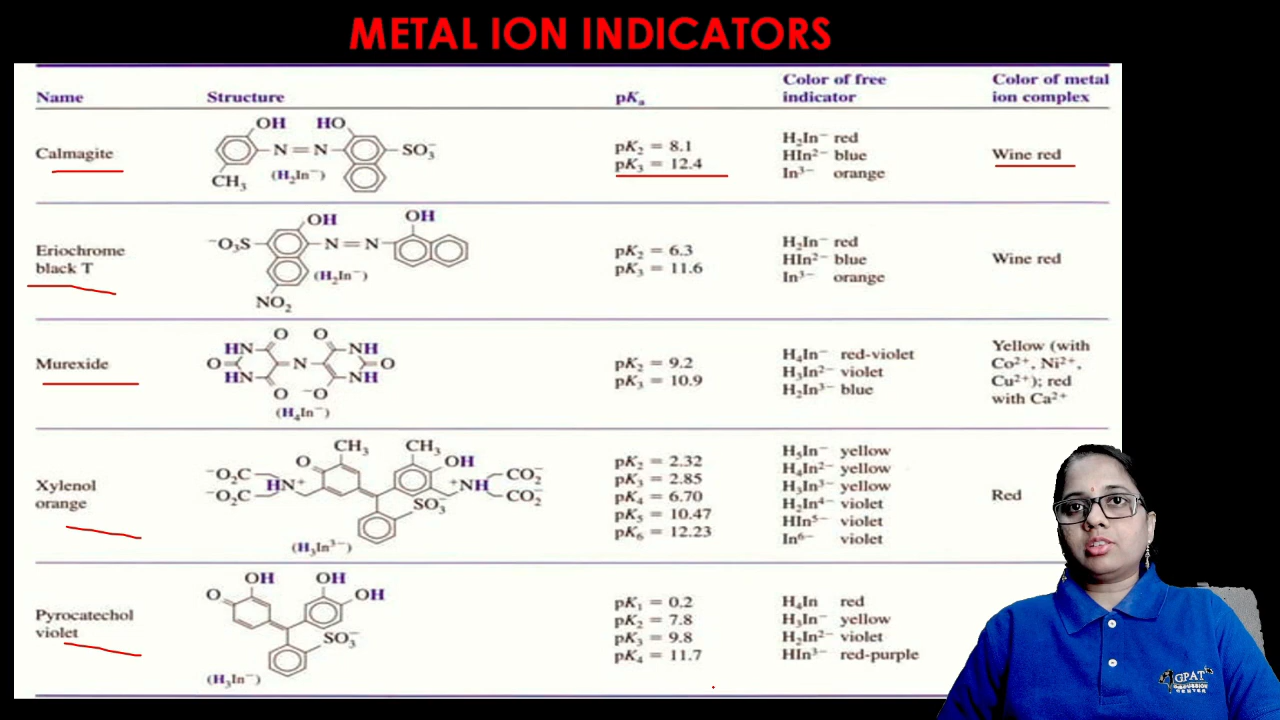 METAL ION INDICATORS
Name Structure pKₐ Color of free indicator Color of metal ion complex
Calmagite
OH HO
N=N SO₃⁻
CH₃ (H₂In⁻)
pK₂ = 8.1
pK₃ = 12.4
H₂In⁻ red
HIn²⁻ blue
In³⁻ orange
Wine red
Eriochrome
black T
OH OH
⁻O₃S N=N
(H₂In⁻)
NO₂
pK₂ = 6.3
pK₃ = 11.6
H₂In⁻ red
HIn²⁻ blue
In³⁻ orange
Wine red
Murexide
O O
HN NH
O N O
HN NH
O ⁻O
(H₄In⁻)
pK₂ = 9.2
pK₃ = 10.9
H₄In⁻ red-violet
H₃In²⁻ violet
H₂In³⁻ blue
Yellow (with
Co²⁺, Ni²⁺,
Cu²⁺); red
with Ca²⁺
Xylenol
orange
CH₃ CH₃
O OH
⁻O₂C HN⁺ ⁺NH CO₂⁻
⁻O₂C CO₂⁻
SO₃⁻
(H₃In³⁻)
pK₂ = 2.32
pK₃ = 2.85
pK₄ = 6.70
pK₅ = 10.47
pK₆ = 12.23
H₅In⁻ yellow
H₄In²⁻ yellow
H₃In³⁻ yellow
H₂In⁴⁻ violet
HIn⁵⁻ violet
In⁶⁻ violet
Red
Pyrocatechol
violet
OH OH
O OH
SO₃⁻
(H₃In⁻)
pK₁ = 0.2
pK₂ = 7.8
pK₃ = 9.8
pK₄ = 11.7
H₄In red
H₃In⁻ yellow
H₂In²⁻ violet
HIn³⁻ red-purple
GPAT
DISCUSSION
CENTER